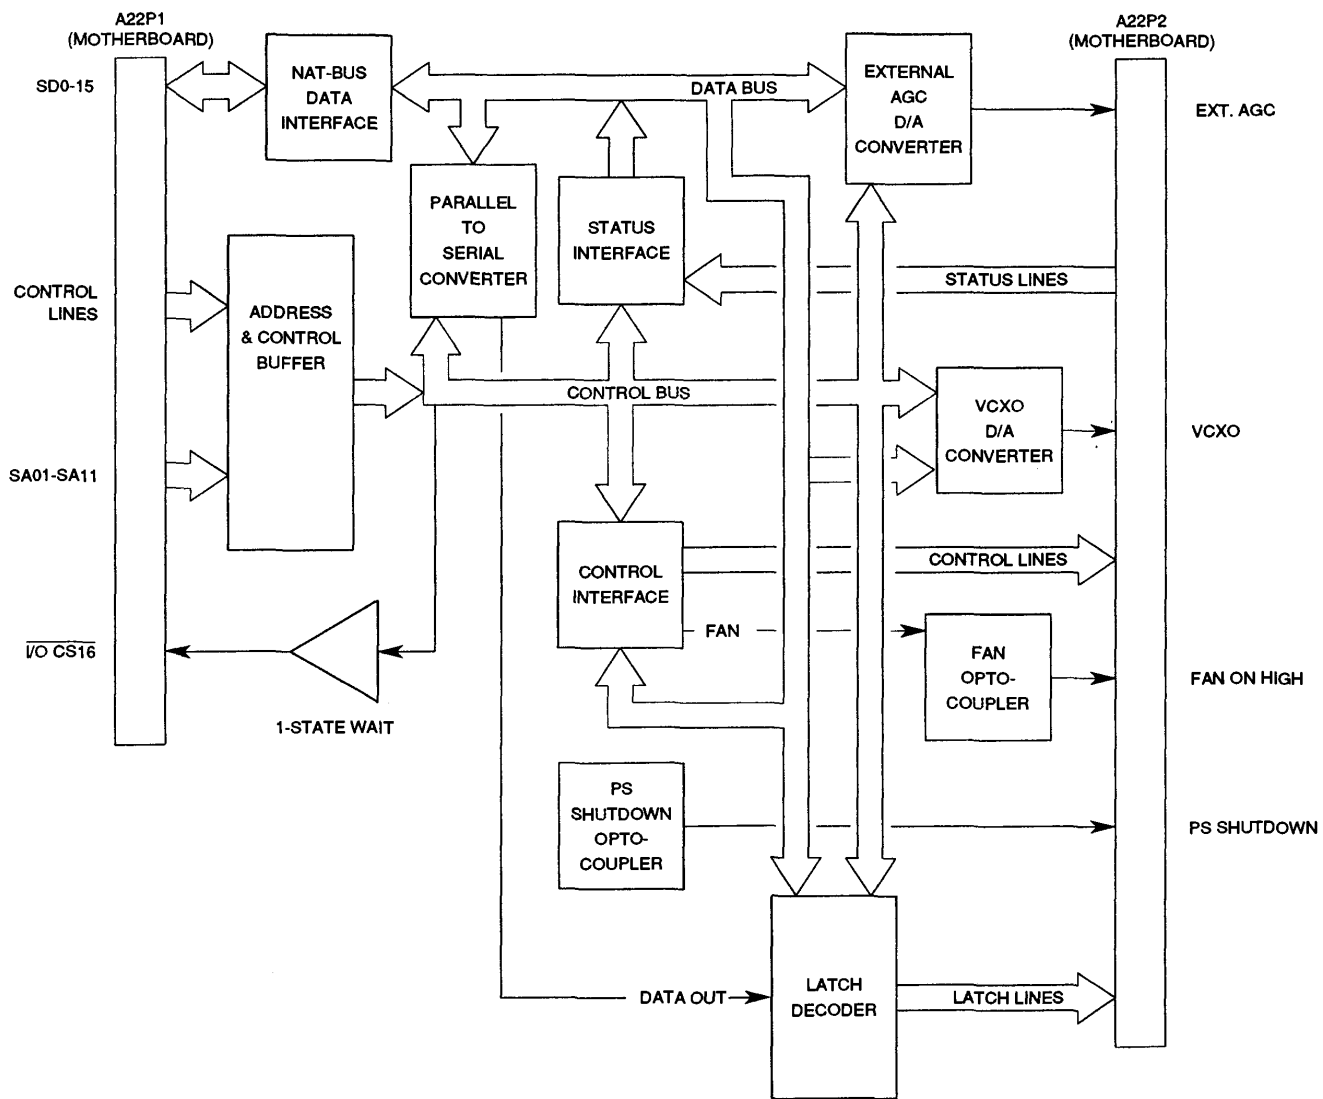 A22P1
(MOTHERBOARD)
A22P2
(MOTHERBOARD)
SD0-15
NAT-BUS
DATA
INTERFACE
DATA BUS
EXTERNAL
AGC
D/A
CONVERTER
EXT. AGC
PARALLEL
TO
SERIAL
CONVERTER
STATUS
INTERFACE
STATUS LINES
CONTROL
LINES
ADDRESS
& CONTROL
BUFFER
CONTROL BUS
VCXO
D/A
CONVERTER
VCXO
SA01-SA11
CONTROL
INTERFACE
CONTROL LINES
FAN
FAN
OPTO-
COUPLER
FAN ON HIGH
I/O CS16
1-STATE WAIT
PS
SHUTDOWN
OPTO-
COUPLER
PS SHUTDOWN
DATA OUT
LATCH
DECODER
LATCH LINES